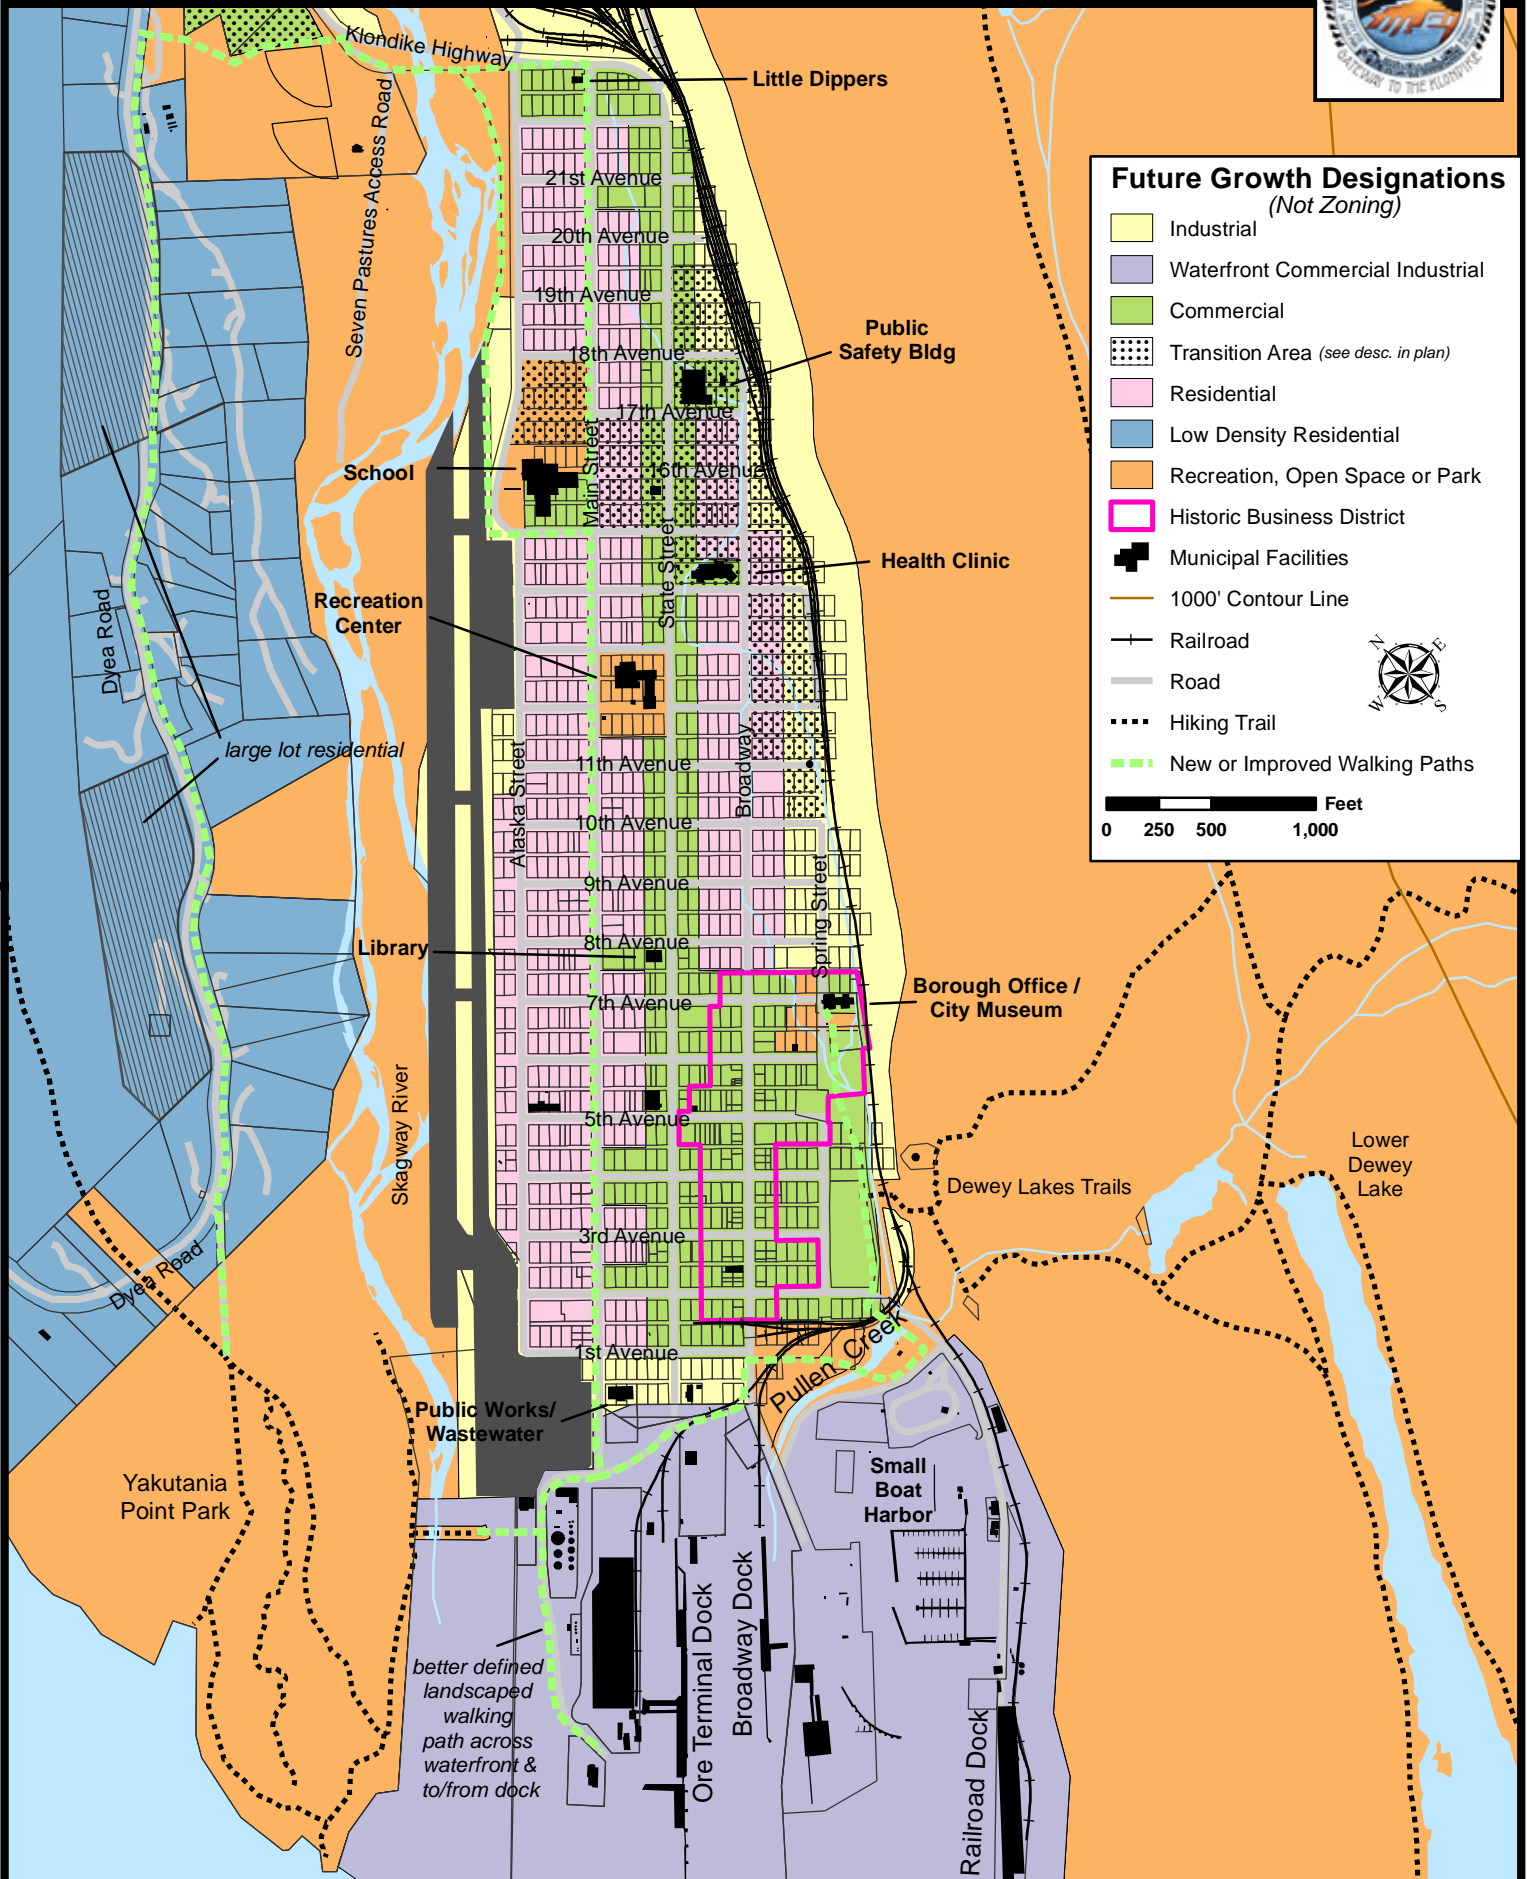 GATEWAY TO THE KLONDIKE
Klondike Highway
Little Dippers
Seven Pastures Access Road
21st Avenue
20th Avenue
19th Avenue
18th Avenue
Public
Safety Bldg
17th Avenue
Main Street
16th Avenue
School
State Street
Health Clinic
Recreation
Center
Dyea Road
large lot residential
Alaska Street
11th Avenue
Broadway
10th Avenue
9th Avenue
Spring Street
8th Avenue
Library
7th Avenue
Borough Office /
City Museum
Skagway River
5th Avenue
Dewey Lakes Trails
Lower
Dewey
Lake
3rd Avenue
Dyea Road
1st Avenue
Pullen Creek
Public Works/
Wastewater
Yakutania
Point Park
Small
Boat
Harbor
better defined
landscaped
walking
path across
waterfront &
to/from dock
Ore Terminal Dock
Broadway Dock
Railroad Dock
Future Growth Designations
(Not Zoning)
Industrial
Waterfront Commercial Industrial
Commercial
Transition Area (see desc. in plan)
Residential
Low Density Residential
Recreation, Open Space or Park
Historic Business District
Municipal Facilities
1000' Contour Line
Railroad
Road
Hiking Trail
New or Improved Walking Paths
N
E
W
S
Feet
0 250 500 1,000